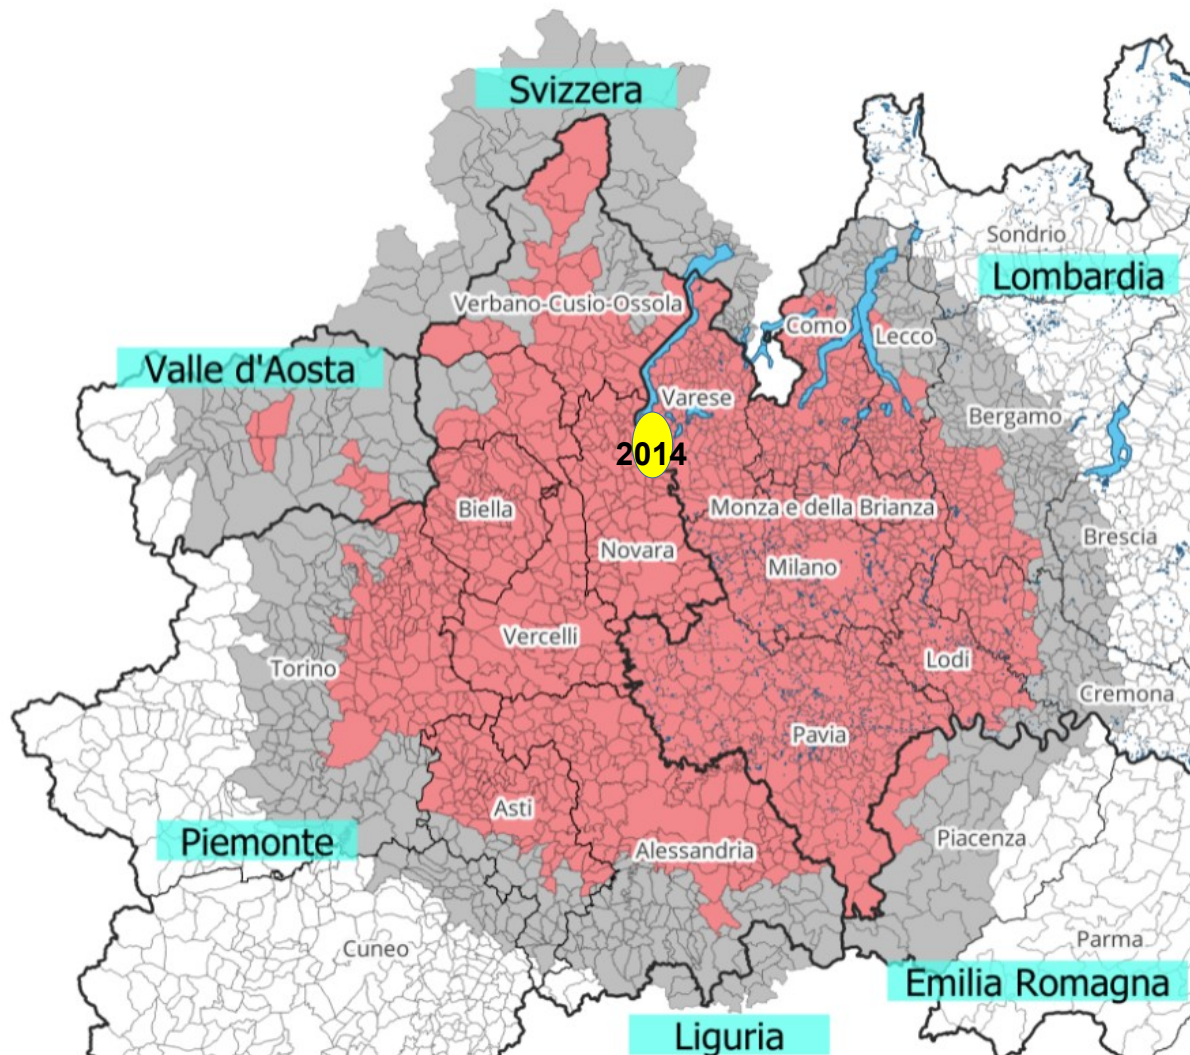 Svizzera
Sondrio
Lombardia
Verbano-Cusio-Ossola
Como
Lecco
Valle d'Aosta
Varese
Bergamo
2014
Biella
Monza e della Brianza
Brescia
Novara
Milano
Vercelli
Torino
Lodi
Cremona
Pavia
Asti
Piemonte
Alessandria
Piacenza
Cuneo
Parma
Emilia Romagna
Liguria